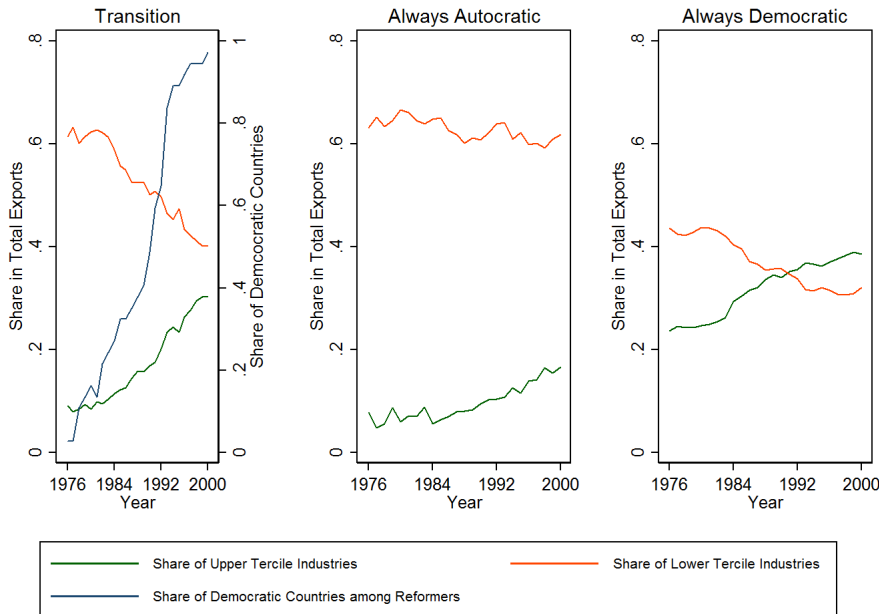 Transition
Share in Total Exports
0
.2
.4
.6
.8
Share of Demcocratic Countries
0
.2
.4
.6
.8
1
1976 1984 1992 2000
Year
Always Autocratic
Share in Total Exports
0
.2
.4
.6
.8
1976 1984 1992 2000
Year
Always Democratic
Share in Total Exports
0
.2
.4
.6
.8
1976 1984 1992 2000
Year
Share of Upper Tercile Industries
Share of Lower Tercile Industries
Share of Democratic Countries among Reformers